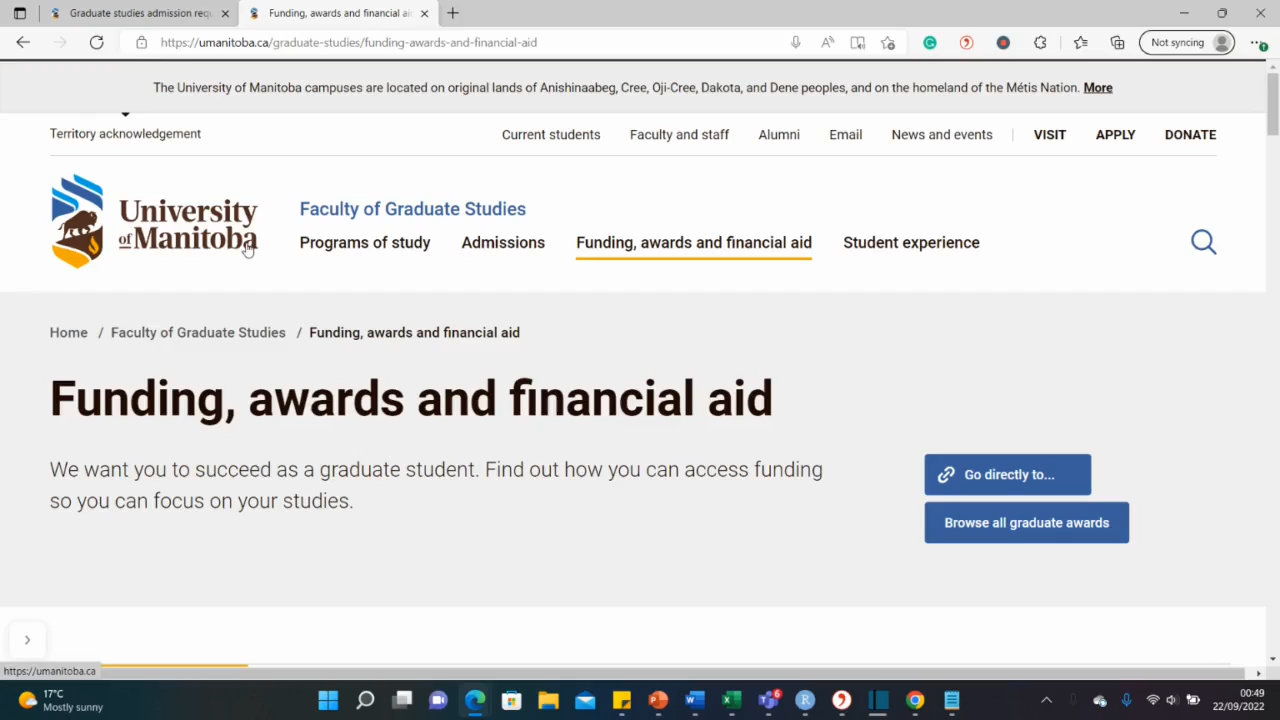 Graduate studies admission req
Funding, awards and financial ai
https://umanitoba.ca/graduate-studies/funding-awards-and-financial-aid
Not syncing
The University of Manitoba campuses are located on original lands of Anishinaabeg, Cree, Oji-Cree, Dakota, and Dene peoples, and on the homeland of the Métis Nation. More
Territory acknowledgement
Current students
Faculty and staff
Alumni
Email
News and events
VISIT
APPLY
DONATE
University
of Manitoba
Faculty of Graduate Studies
Programs of study
Admissions
Funding, awards and financial aid
Student experience
Home / Faculty of Graduate Studies / Funding, awards and financial aid
Funding, awards and financial aid
We want you to succeed as a graduate student. Find out how you can access funding
so you can focus on your studies.
Go directly to...
Browse all graduate awards
https://umanitoba.ca
17°C
Mostly sunny
6
00:49
22/09/2022